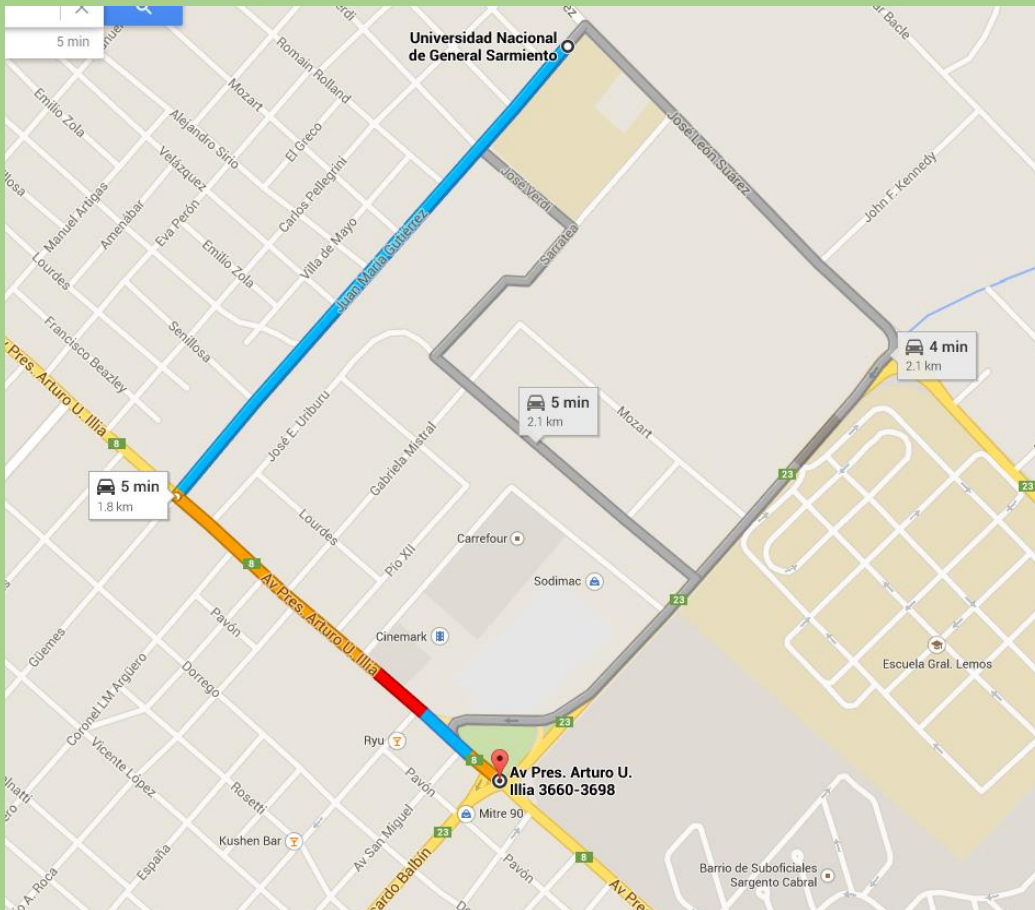 5 min
Universidad Nacional
de General Sarmiento
Romain Rolland
Mozart
Emilio Zola
Alejandro Sirio
El Greco
Velázquez
Carlos Pellegrini
Manuel Artigas
Amenábar
Eva Perón
Villa de Mayo
Emilio Zola
Lourdes
Senillosa
Francisco Beazley
Juan María Gutiérrez
José Verdi
Sarratea
José León Suárez
John F. Kennedy
Bacle
4 min
2.1 km
5 min
2.1 km
Mozart
Pres. Arturo U. Illia
8
5 min
1.8 km
José E. Uriburu
Gabriela Mistral
Lourdes
Pío XII
23
23
8
Av Pres. Arturo U. Illia
Carrefour
Sodimac
23
Cinemark
Escuela Gral. Lemos
Güemes
Pavón
Dorrego
Coronel LM Argüero
Vicente López
Rosetti
España
A. Roca
Ryu
23
8
Av Pres. Arturo U.
Illia 3660-3698
Pavón
Mitre 90
Av San Miguel
Kushen Bar
23
Balbín
Pavón
8
Av Pres
Barrio de Suboficiales
Sargento Cabral